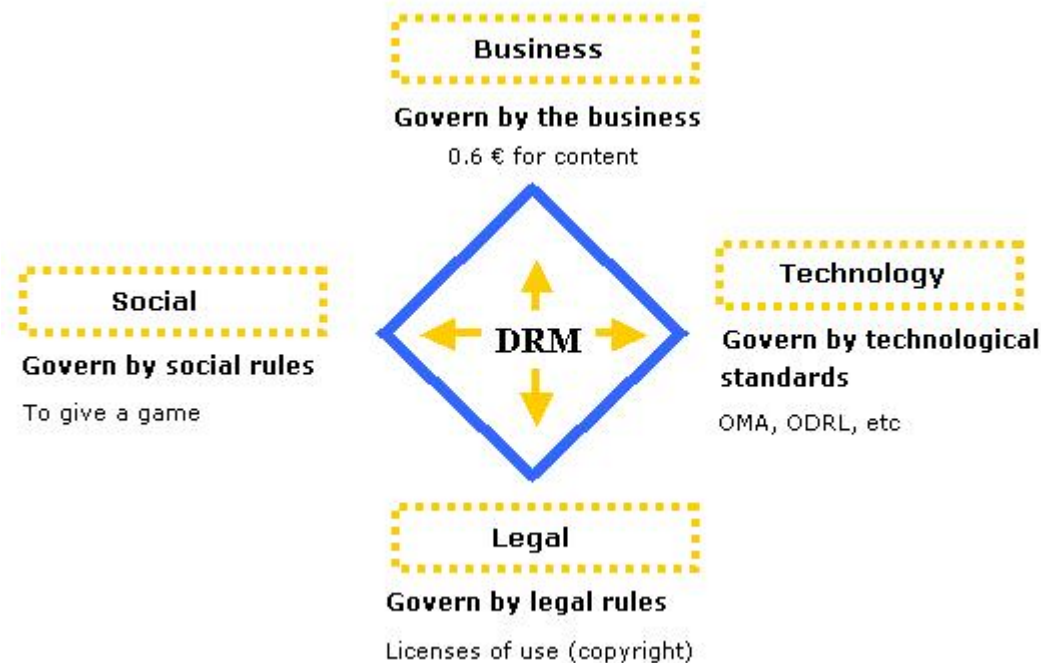 Business
Govern by the business
0.6 € for content
Social
Govern by social rules
To give a game
DRM
Technology
Govern by technological
standards
OMA, ODRL, etc
Legal
Govern by legal rules
Licenses of use (copyright)